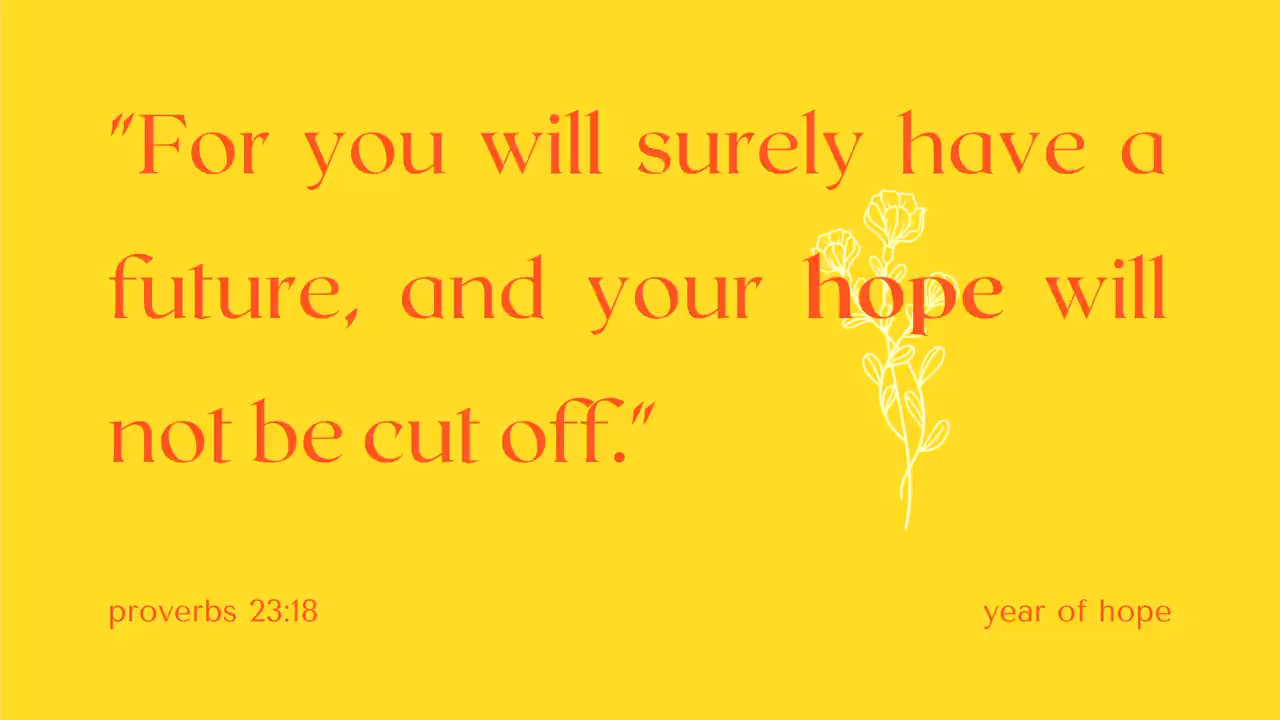 "For you will surely have a
future, and your hope will
not be cut off."
proverbs 23:18
year of hope